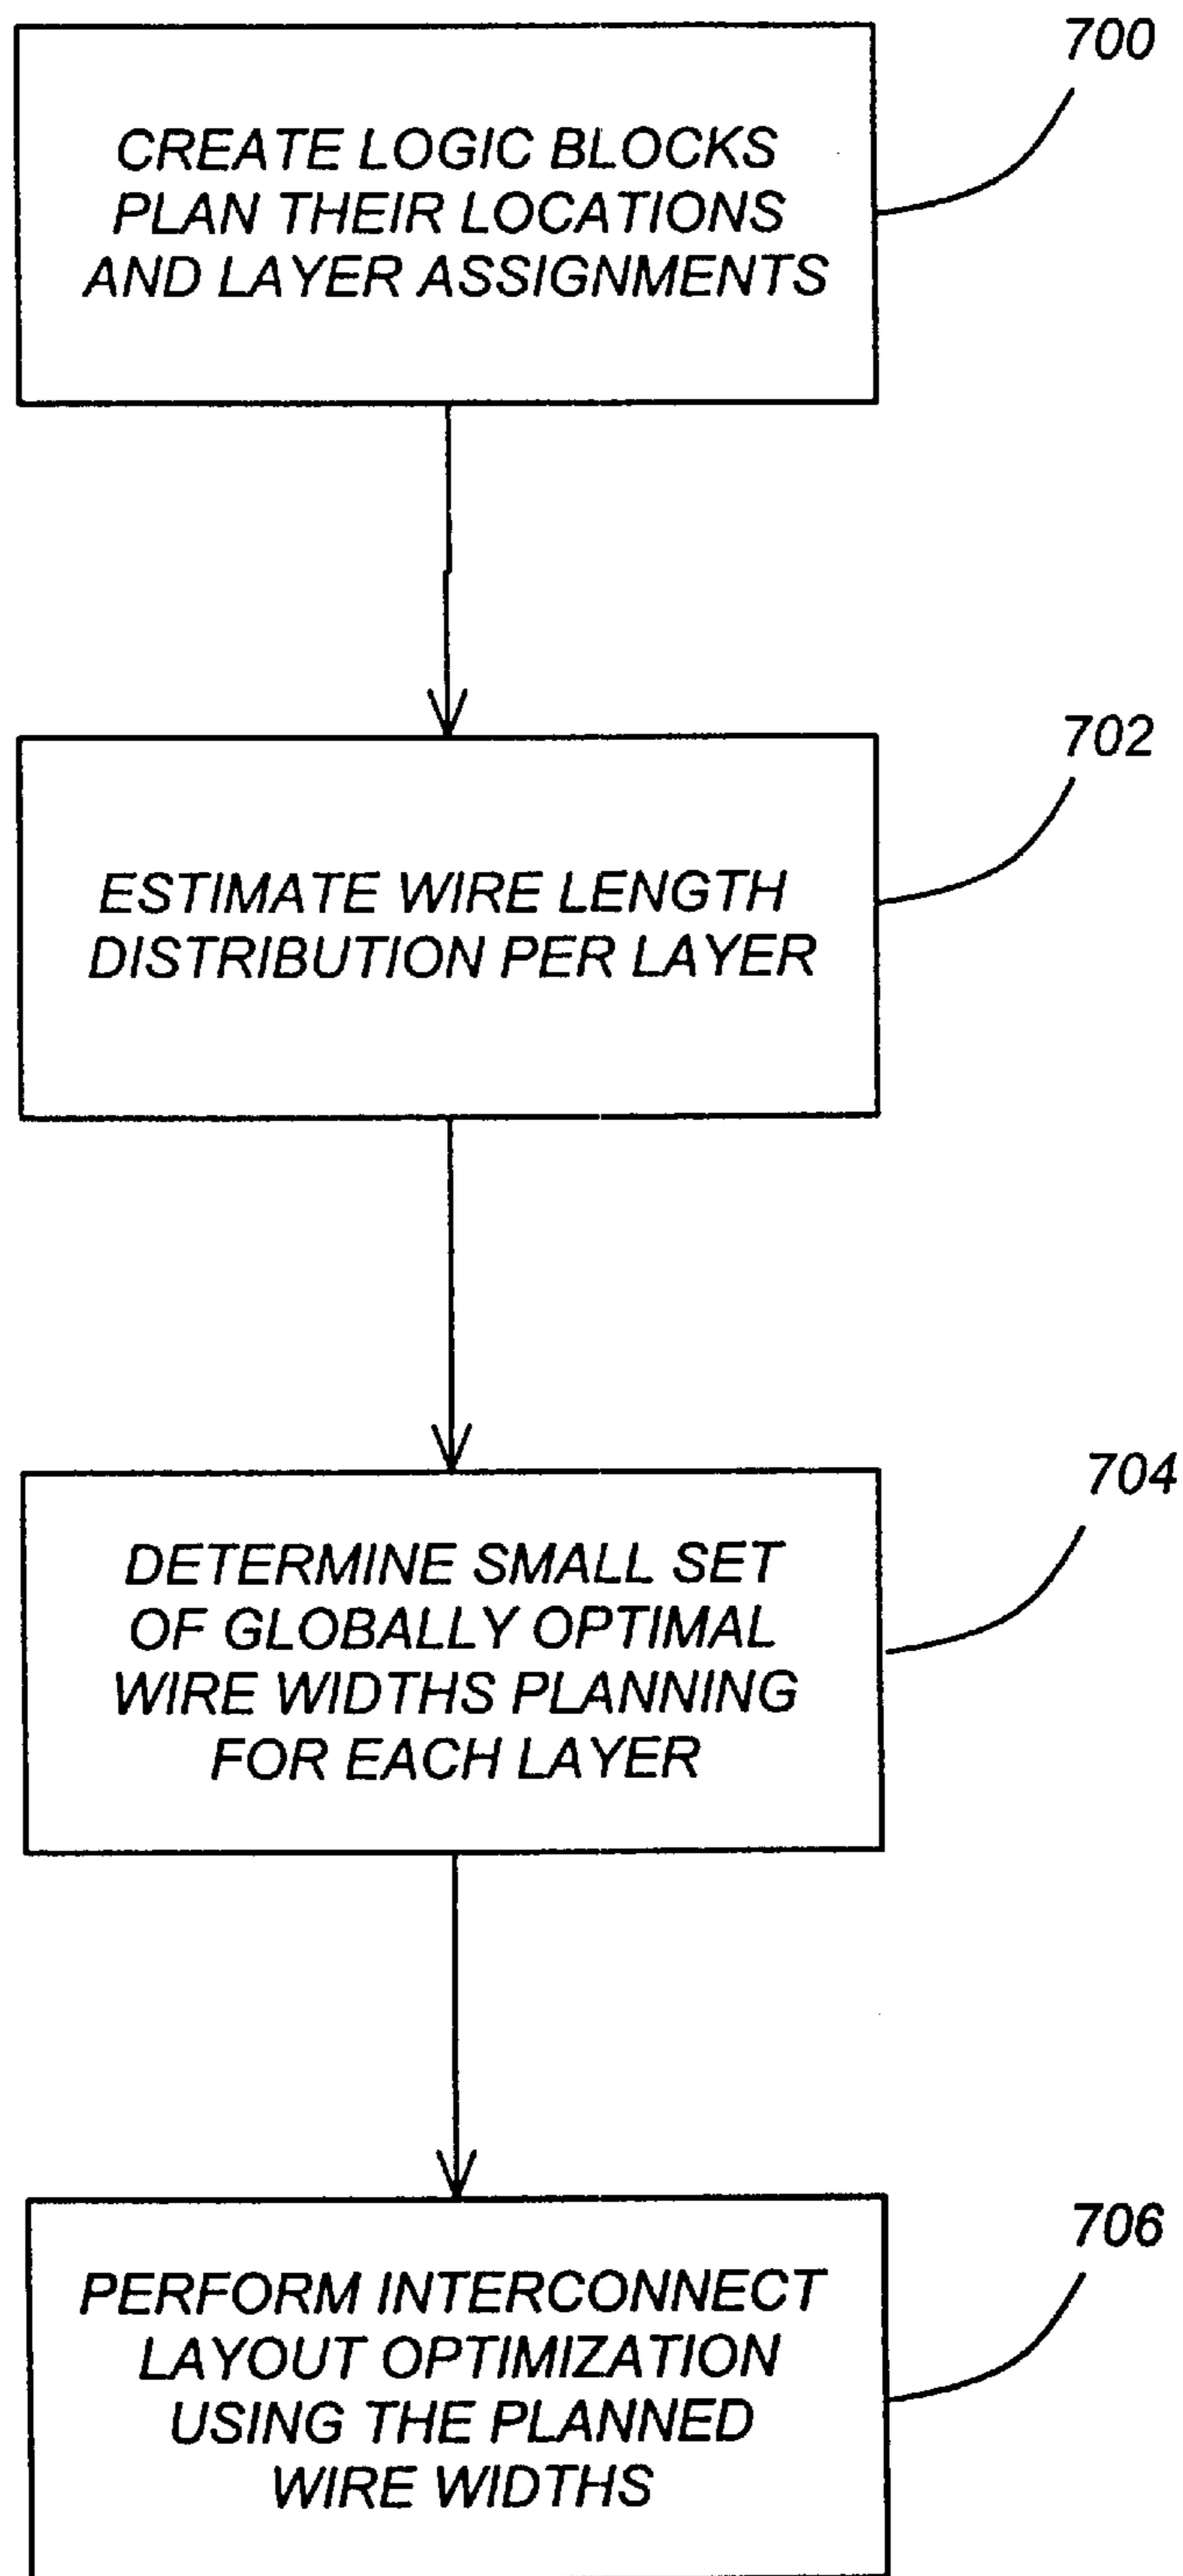 700
CREATE LOGIC BLOCKS
PLAN THEIR LOCATIONS
AND LAYER ASSIGNMENTS
702
ESTIMATE WIRE LENGTH
DISTRIBUTION PER LAYER
704
DETERMINE SMALL SET
OF GLOBALLY OPTIMAL
WIRE WIDTHS PLANNING
FOR EACH LAYER
706
PERFORM INTERCONNECT
LAYOUT OPTIMIZATION
USING THE PLANNED
WIRE WIDTHS